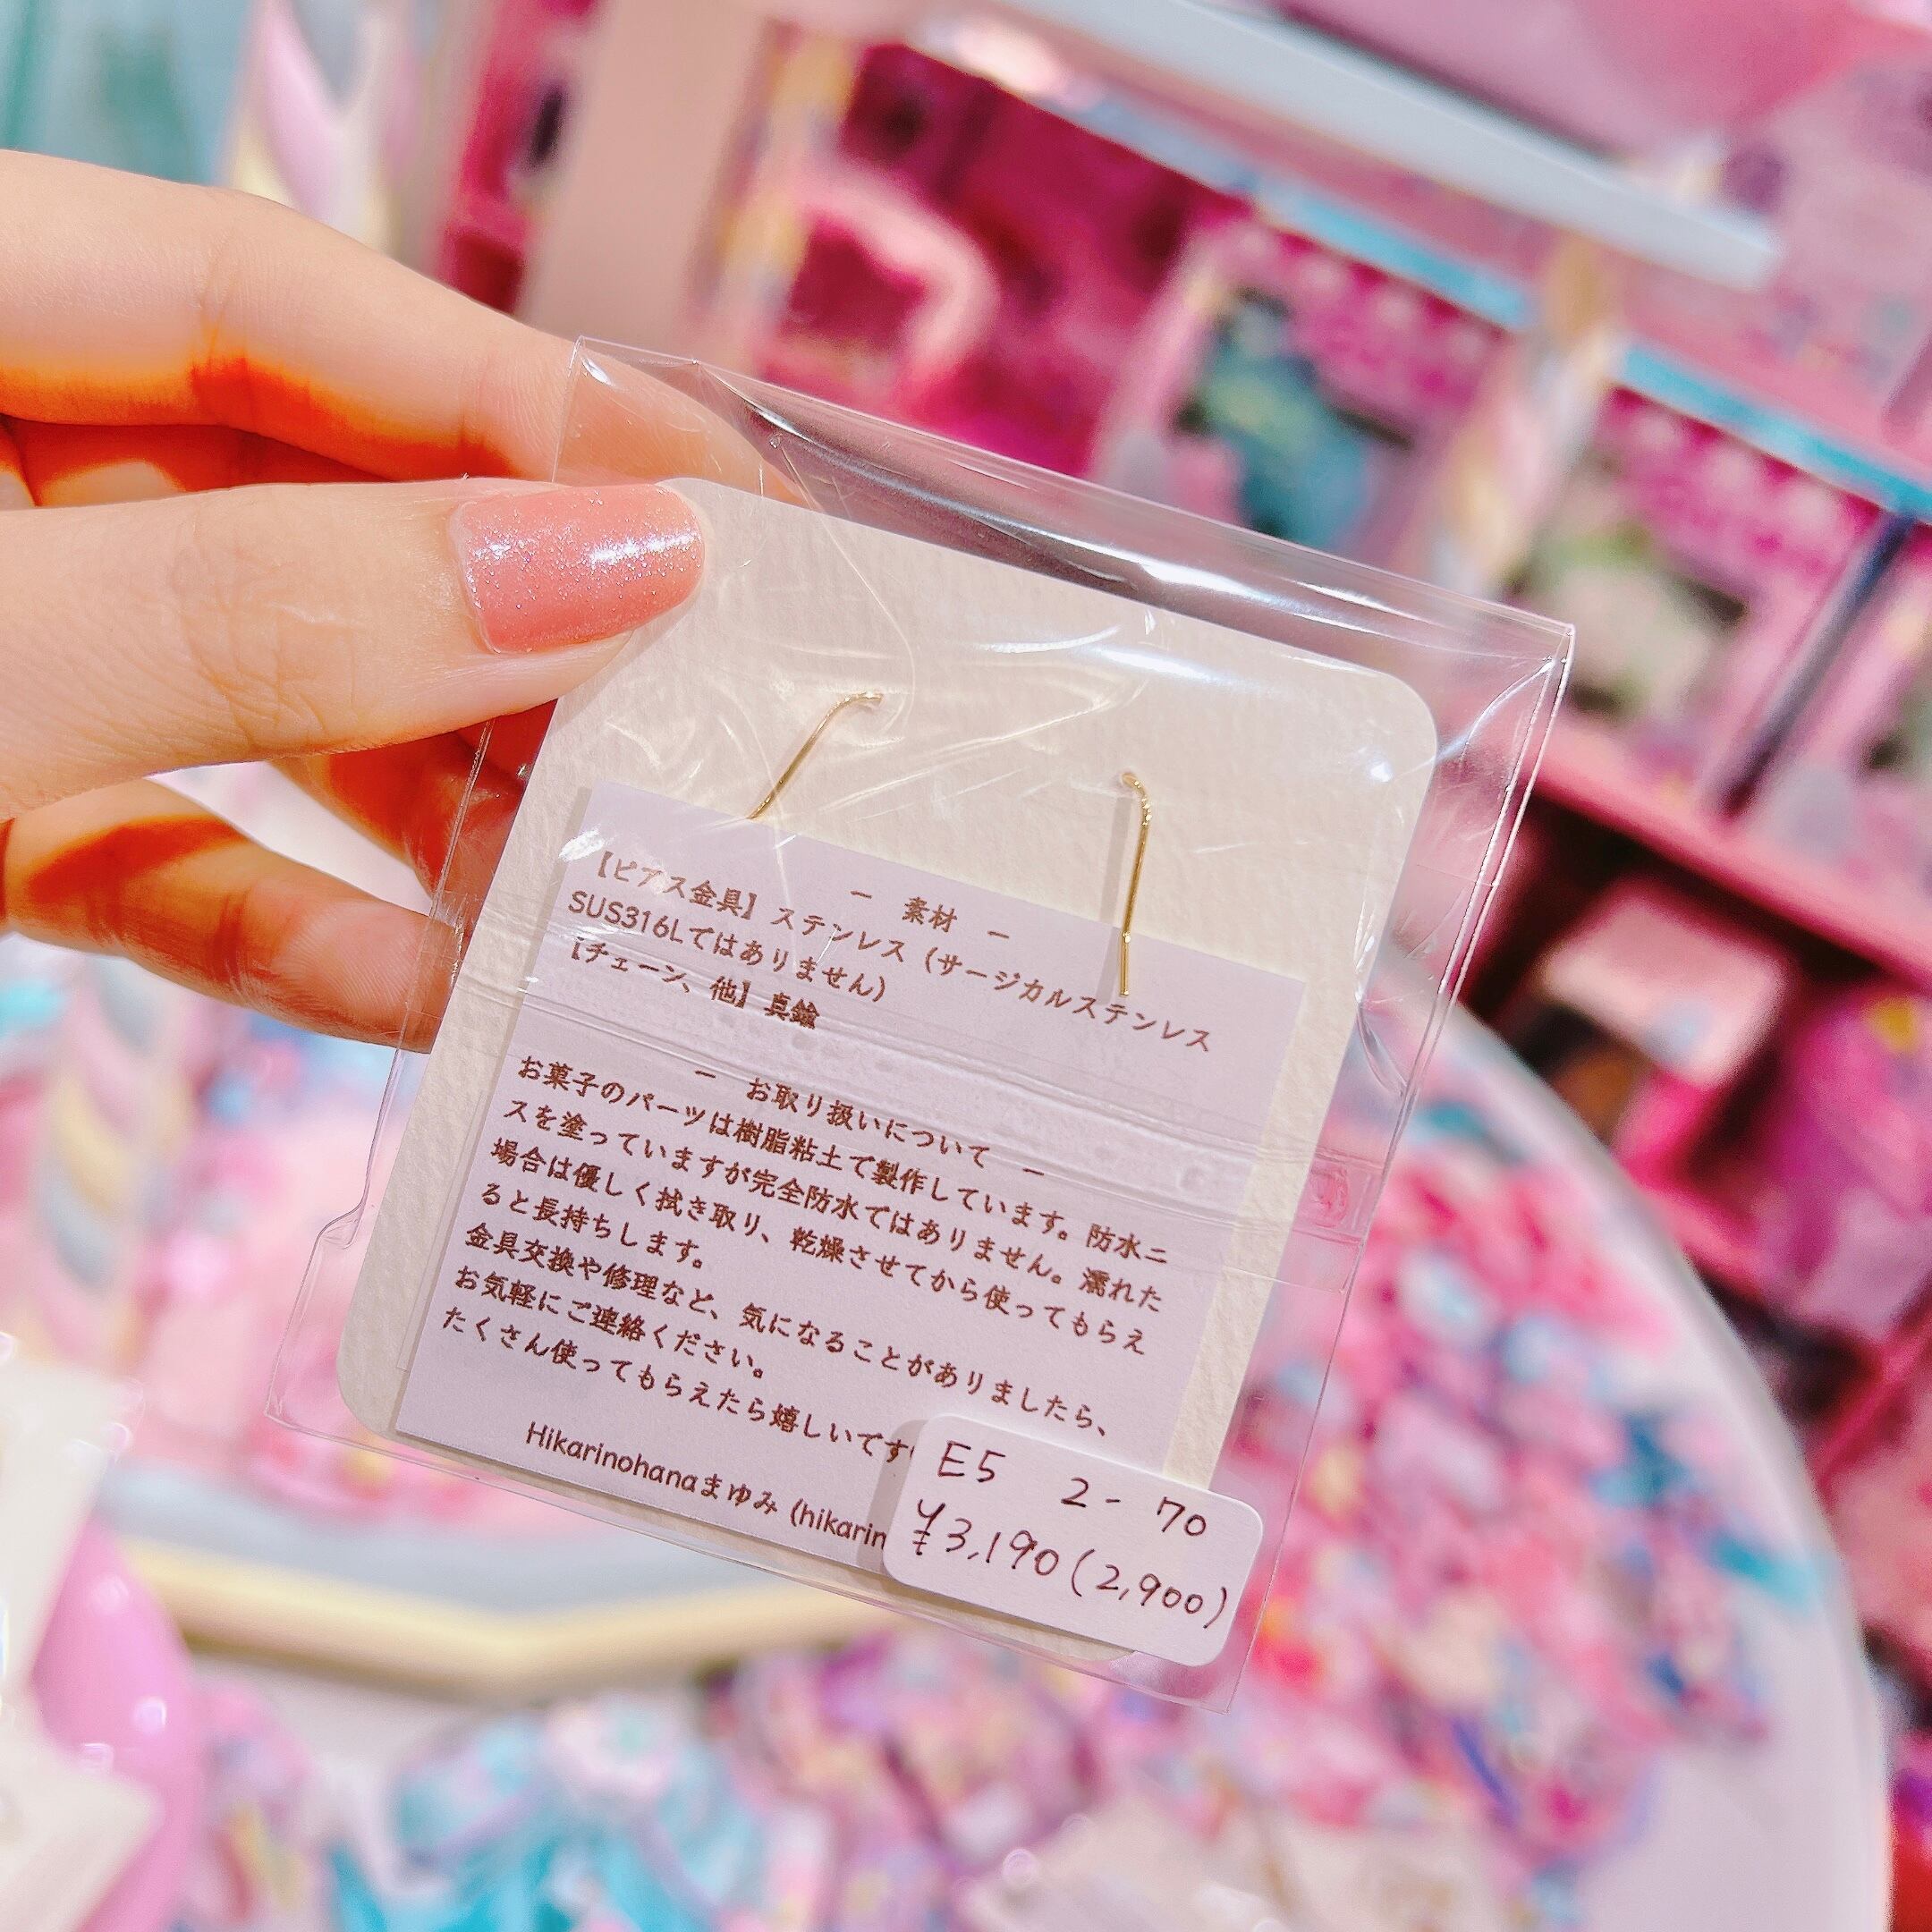 ― 素材 ―
【ピアス金具】ステンレス（サージカルステンレス
SUS316Lではありません）
【チェーン、他】真鍮
― お取り扱いについて ―
お菓子のパーツは樹脂粘土で製作しています。防水ニ
スを塗っていますが完全防水ではありません。濡れた
場合は優しく拭き取り、乾燥させてから使ってもらえ
ると長持ちします。
金具交換や修理など、気になることがありましたら、
お気軽にご連絡ください。
たくさん使ってもらえたら嬉しいです
Hikarinohanaまゆみ (hikarin
E5 2- 70
¥3,190(2,900)